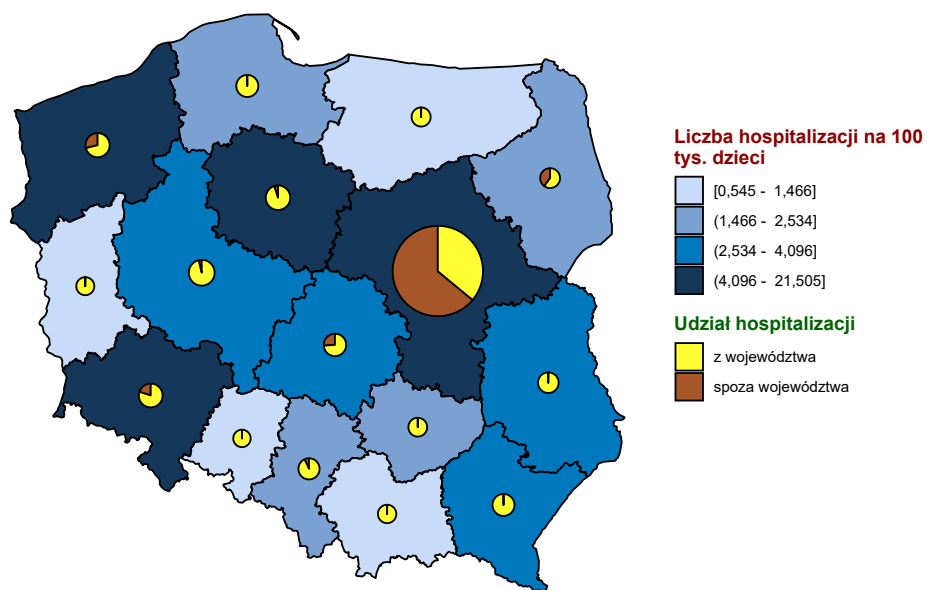 Liczba hospitalizacji na 100
tys. dzieci
[0,545 - 1,466]
(1,466 - 2,534]
(2,534 - 4,096]
(4,096 - 21,505]
Udział hospitalizacji
z województwa
spoza województwa